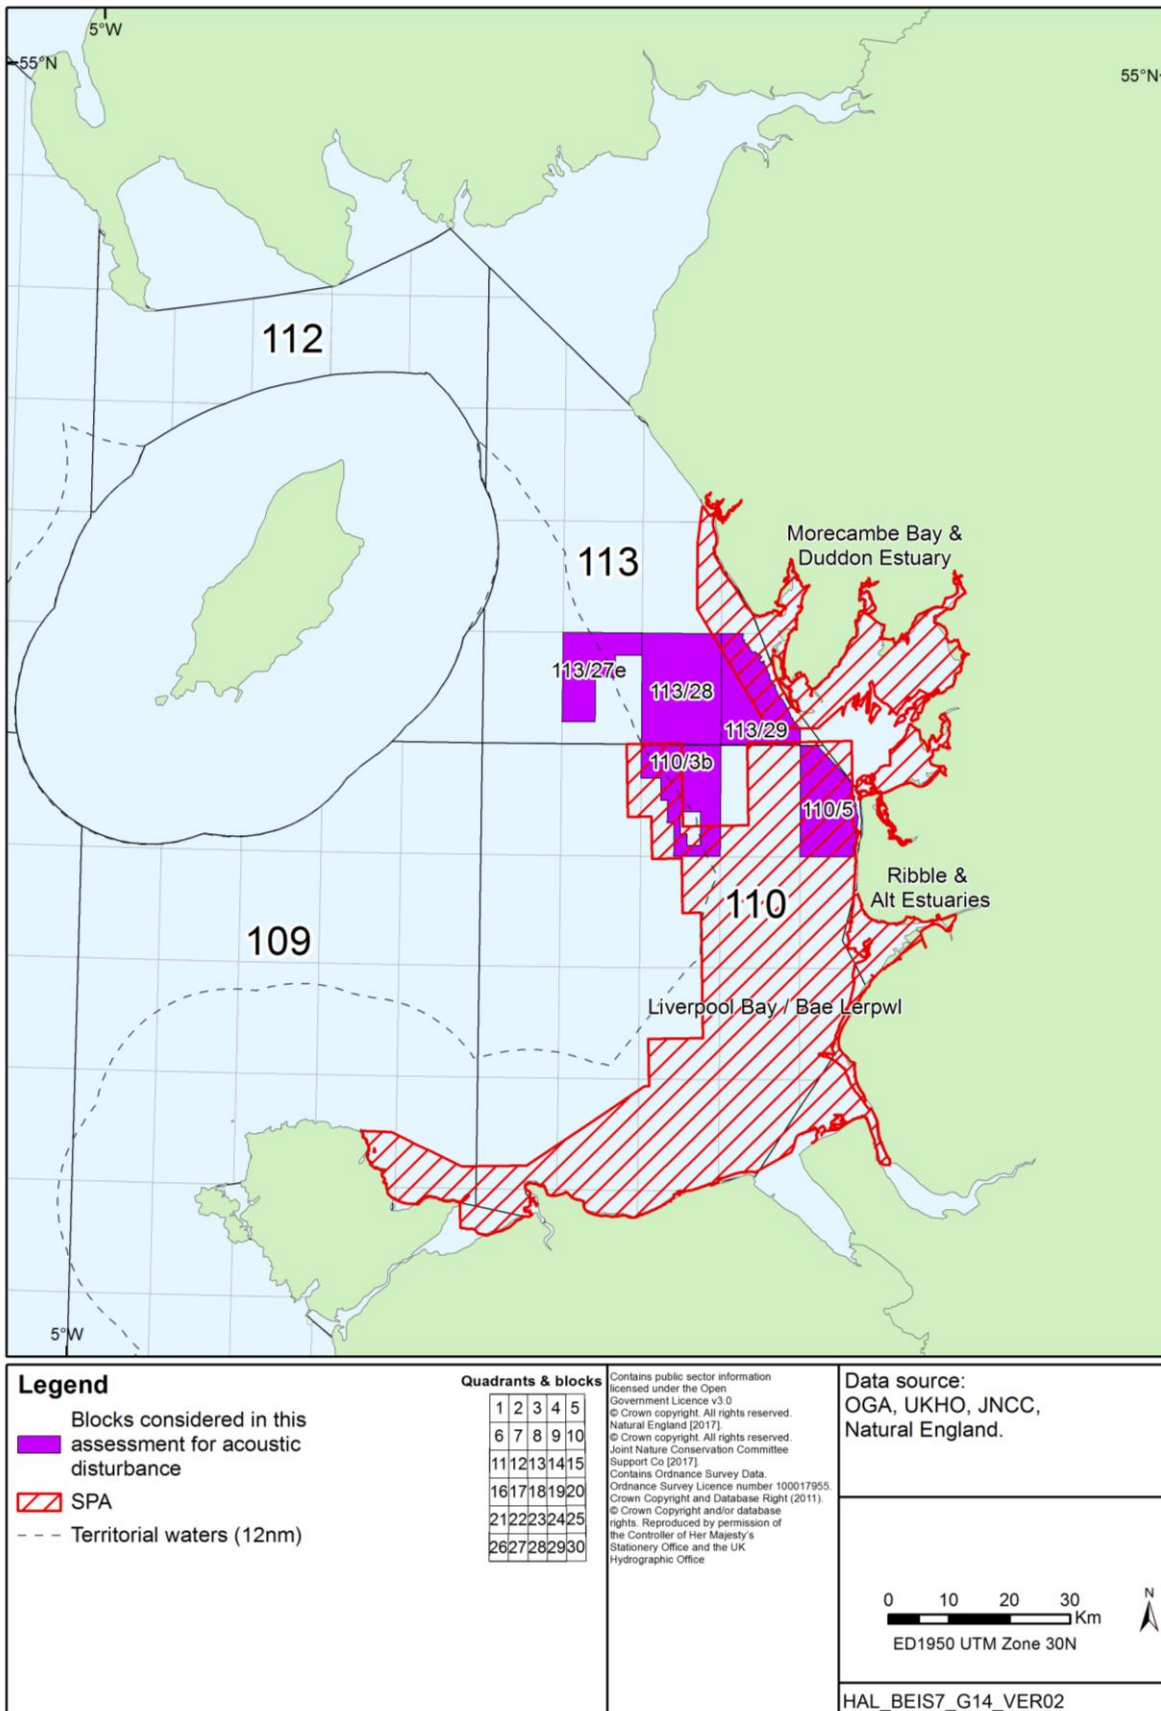 5°W
55°N
55°N
112
113
Morecambe Bay &
Duddon Estuary
113/27e
113/28
113/29
110/3b
110/5
Ribble &
Alt Estuaries
110
109
Liverpool Bay / Bae Lerpwl
5°W
Legend
Blocks considered in this
assessment for acoustic
disturbance
SPA
Territorial waters (12nm)
Quadrants & blocks
1 2 3 4 5
6 7 8 9 10
11 12 13 14 15
16 17 18 19 20
21 22 23 24 25
26 27 28 29 30
Contains public sector information
licensed under the Open
Government Licence v3.0
© Crown copyright. All rights reserved.
Natural England [2017].
© Crown copyright. All rights reserved.
Joint Nature Conservation Committee
Support Co [2017].
Contains Ordnance Survey Data.
Ordnance Survey Licence number 100017955.
Crown Copyright and Database Right (2011).
© Crown Copyright and/or database
rights. Reproduced by permission of
the Controller of Her Majesty's
Stationery Office and the UK
Hydrographic Office
Data source:
OGA, UKHO, JNCC,
Natural England.
0 10 20 30
Km
N
ED1950 UTM Zone 30N
HAL_BEIS7_G14_VER02